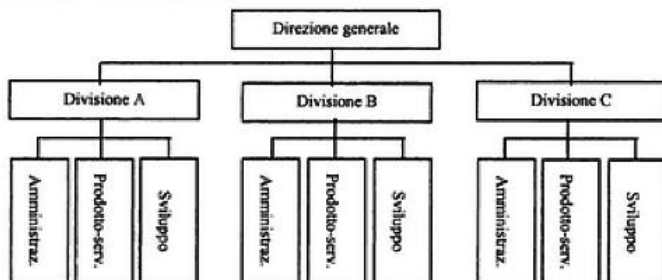 Direzione generale
Divisione A
Divisione B
Divisione C
Amministraz.
Prodotto-serv.
Sviluppo
Amministraz.
Prodotto-serv.
Sviluppo
Amministraz.
Prodotto-serv.
Sviluppo